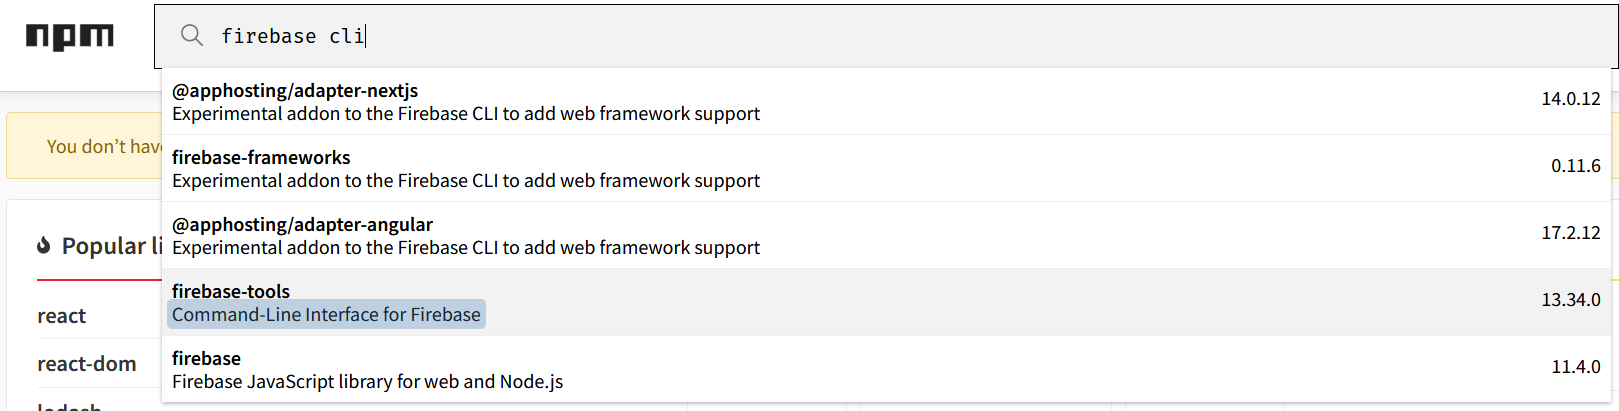 npm
firebase cli
@apphosting/adapter-nextjs
14.0.12
Experimental addon to the Firebase CLI to add web framework support
You don’t hav
firebase-frameworks
0.11.6
Experimental addon to the Firebase CLI to add web framework support
@apphosting/adapter-angular
17.2.12
Experimental addon to the Firebase CLI to add web framework support
Popular li
firebase-tools
13.34.0
Command-Line Interface for Firebase
react
firebase
11.4.0
Firebase JavaScript library for web and Node.js
react-dom